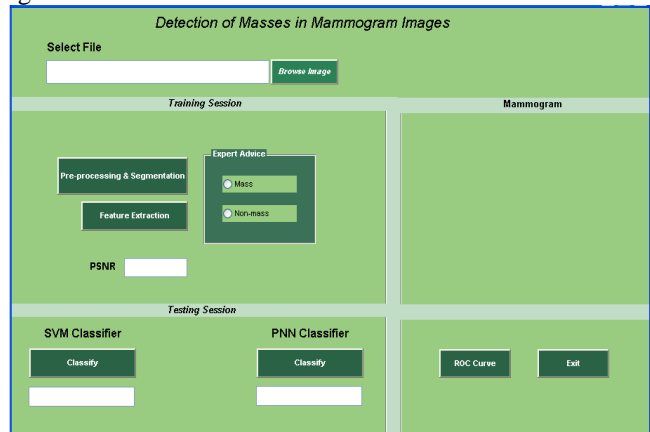 Detection of Masses in Mammogram Images
Select File
Browse Image
Training Session
Mammogram
Expert Advice
Pre-processing & Segmentation
Mass
Feature Extraction
Non-mass
PSNR
Testing Session
SVM Classifier
PNN Classifier
Classify
Classify
ROC Curve
Exit